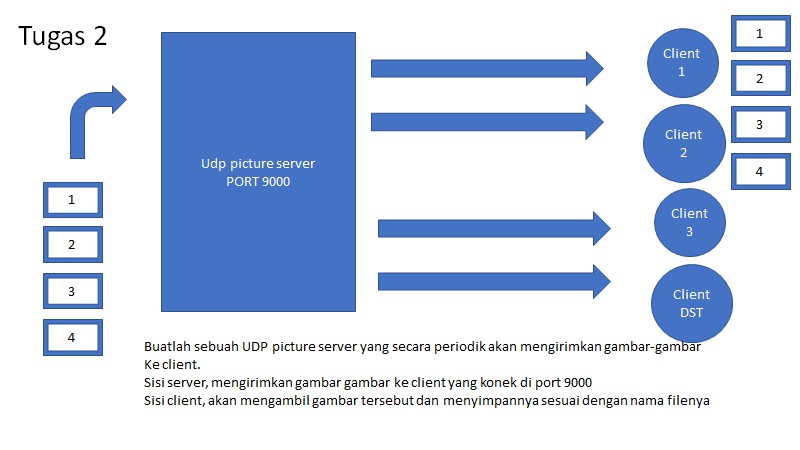 Tugas 2
1
2
3
4
Udp picture server
PORT 9000
Client
1
Client
2
Client
3
Client
DST
1
2
3
4
Buatlah sebuah UDP picture server yang secara periodik akan mengirimkan gambar-gambar
Ke client.
Sisi server, mengirimkan gambar gambar ke client yang konek di port 9000
Sisi client, akan mengambil gambar tersebut dan menyimpannya sesuai dengan nama filenya